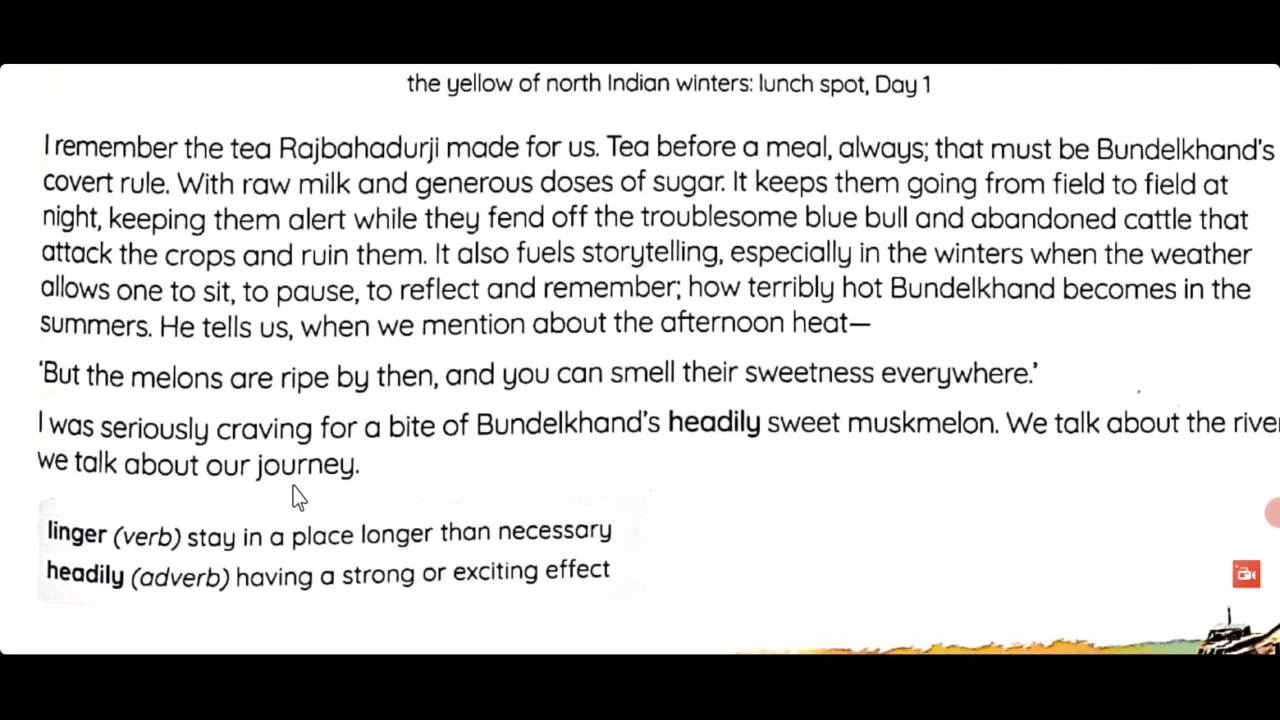 the yellow of north Indian winters: lunch spot, Day 1
I remember the tea Rajbahadurji made for us. Tea before a meal, always; that must be Bundelkhand's
covert rule. With raw milk and generous doses of sugar. It keeps them going from field to field at
night, keeping them alert while they fend off the troublesome blue bull and abandoned cattle that
attack the crops and ruin them. It also fuels storytelling, especially in the winters when the weather
allows one to sit, to pause, to reflect and remember; how terribly hot Bundelkhand becomes in the
summers. He tells us, when we mention about the afternoon heat—
'But the melons are ripe by then, and you can smell their sweetness everywhere.'
I was seriously craving for a bite of Bundelkhand's headily sweet muskmelon. We talk about the
we talk about our journey.
linger (verb) stay in a place longer than necessary
headily (adverb) having a strong or exciting effect